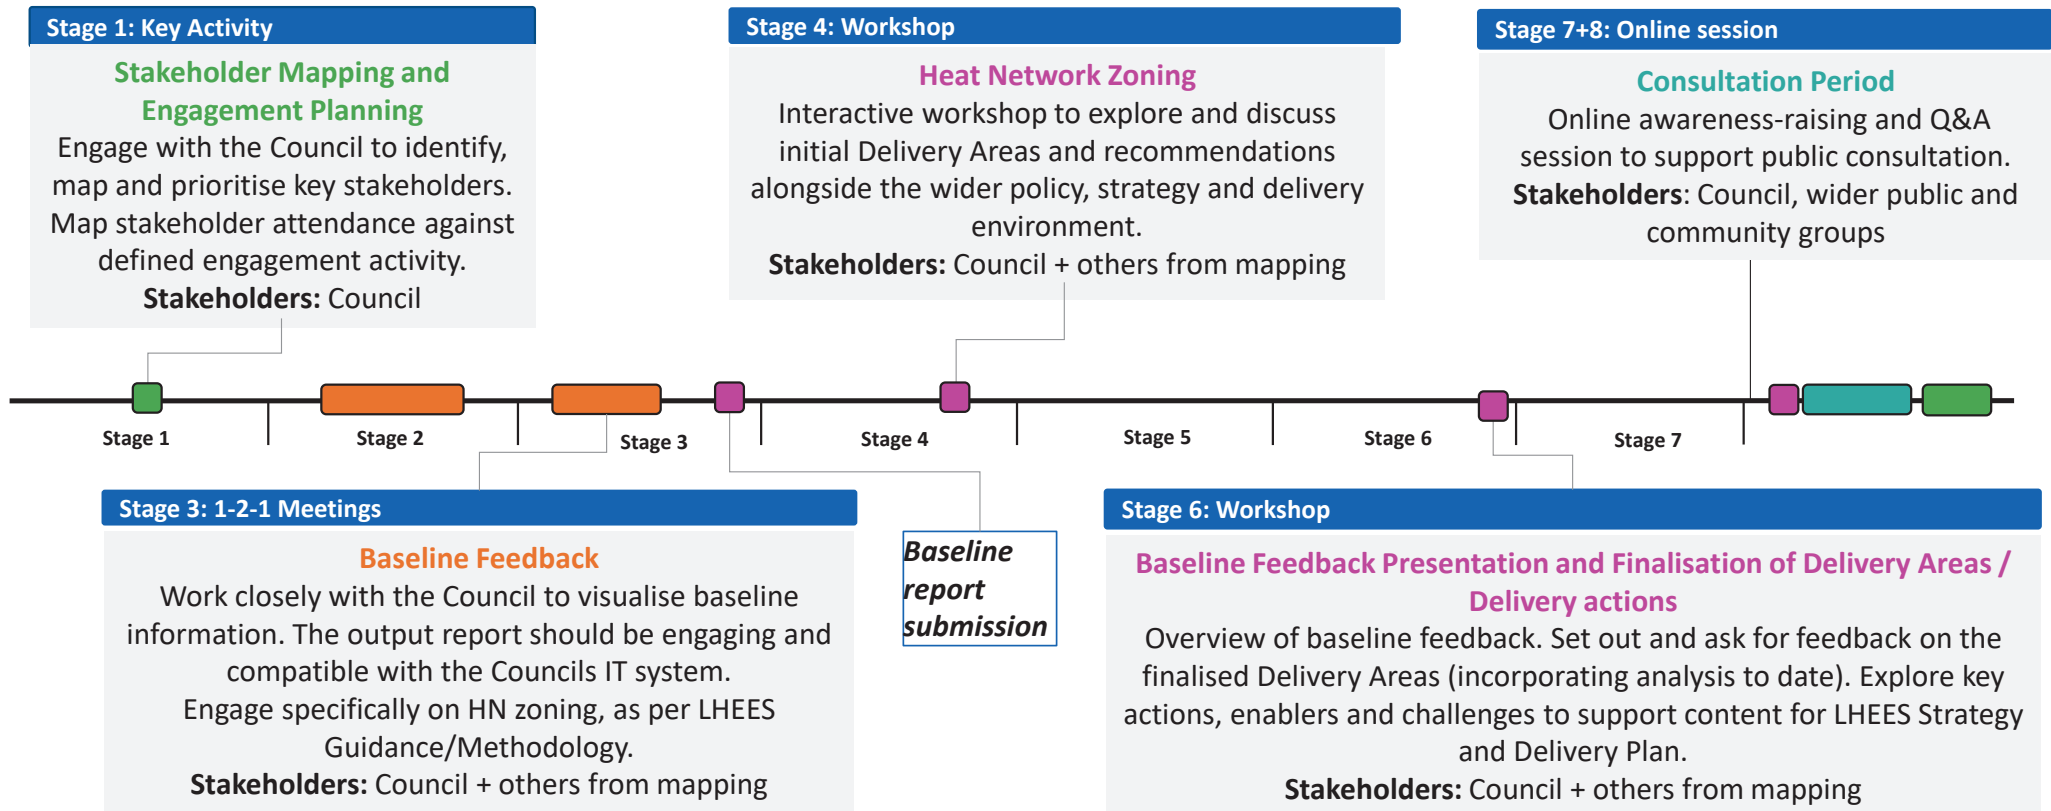 Stage 1: Key Activity
Stakeholder Mapping and
Engagement Planning
Engage with the Council to identify,
map and prioritise key stakeholders.
Map stakeholder attendance against
defined engagement activity.
Stakeholders: Council
Stage 4: Workshop
Heat Network Zoning
Interactive workshop to explore and discuss
initial Delivery Areas and recommendations
alongside the wider policy, strategy and delivery
environment.
Stakeholders: Council + others from mapping
Stage 7+8: Online session
Consultation Period
Online awareness-raising and Q&A
session to support public consultation.
Stakeholders: Council, wider public and
community groups
Stage 1
Stage 2
Stage 3
Stage 4
Stage 5
Stage 6
Stage 7
Stage 3: 1-2-1 Meetings
Baseline Feedback
Work closely with the Council to visualise baseline
information. The output report should be engaging and
compatible with the Councils IT system.
Engage specifically on HN zoning, as per LHEES
Guidance/Methodology.
Stakeholders: Council + others from mapping
Baseline
report
submission
Stage 6: Workshop
Baseline Feedback Presentation and Finalisation of Delivery Areas /
Delivery actions
Overview of baseline feedback. Set out and ask for feedback on the
finalised Delivery Areas (incorporating analysis to date). Explore key
actions, enablers and challenges to support content for LHEES Strategy
and Delivery Plan.
Stakeholders: Council + others from mapping